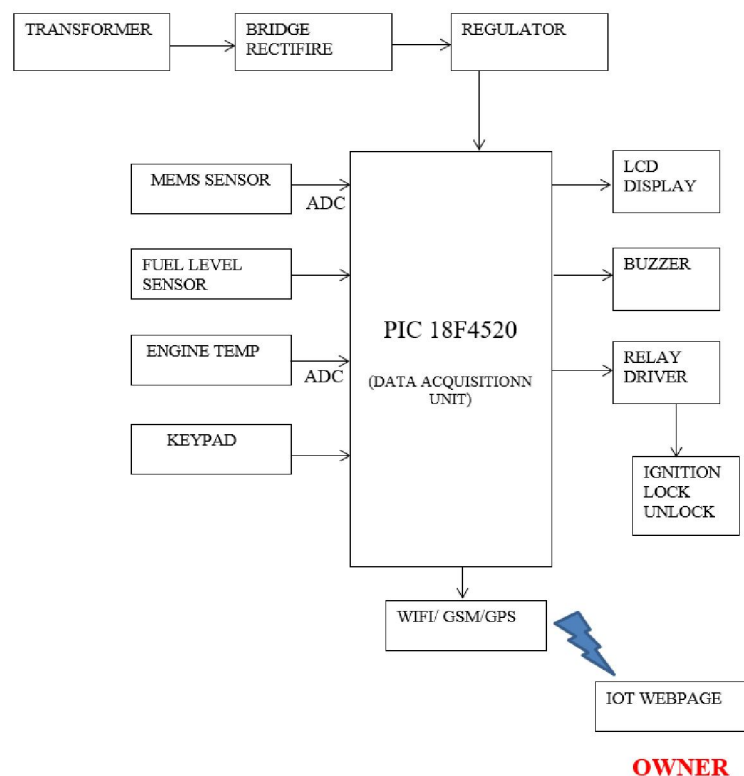 TRANSFORMER
BRIDGE
RECTIFIRE
REGULATOR
MEMS SENSOR
ADC
FUEL LEVEL
SENSOR
ENGINE TEMP
ADC
KEYPAD
PIC 18F4520
(DATA ACQUISITIONN
UNIT)
LCD
DISPLAY
BUZZER
RELAY
DRIVER
IGNITION
LOCK
UNLOCK
WIFI/ GSM/GPS
IOT WEBPAGE
OWNER